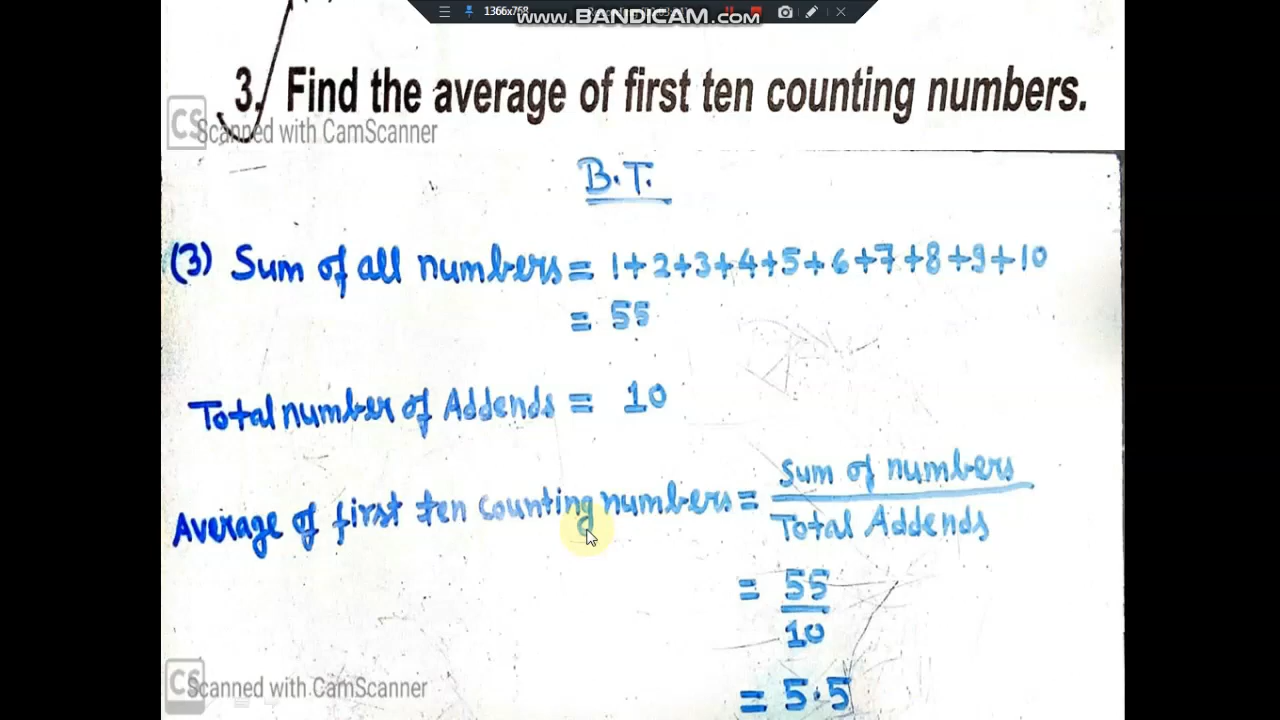 1366x768
www.BANDICAM.com
3. Find the average of first ten counting numbers.
CS Scanned with CamScanner
B.T.
(3) Sum of all numbers = 1+2+3+4+5+6+7+8+9+10
= 55
Total number of Addends = 10
Average of first ten counting numbers = Sum of numbers
Total Addends
= 55
10
CS Scanned with CamScanner
= 5.5